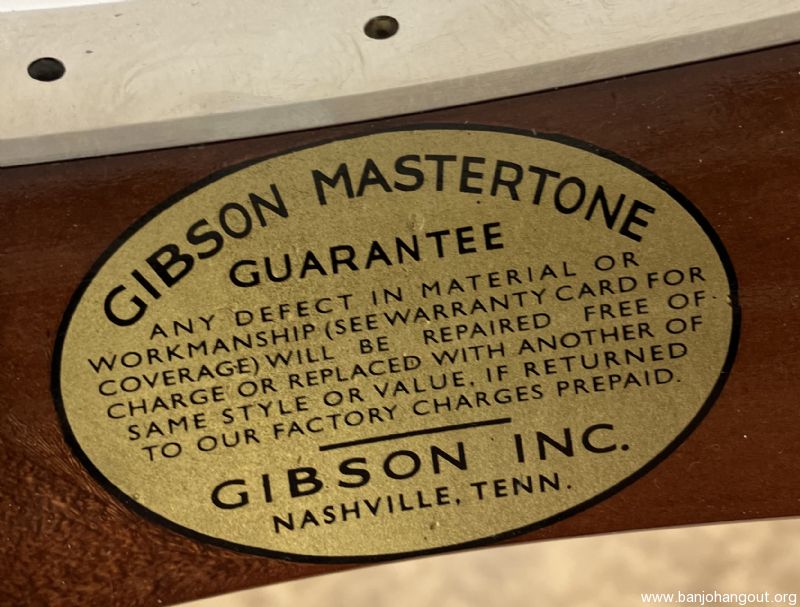 GIBSON MASTERTONE
GUARANTEE
ANY DEFECT IN MATERIAL OR
WORKMANSHIP (SEE WARRANTY CARD FOR
COVERAGE) WILL BE REPAIRED FREE OF
CHARGE OR REPLACED WITH ANOTHER OF
SAME STYLE OR VALUE, IF RETURNED
TO OUR FACTORY CHARGES PREPAID.
GIBSON INC.
NASHVILLE, TENN.
www.banjohangout.org